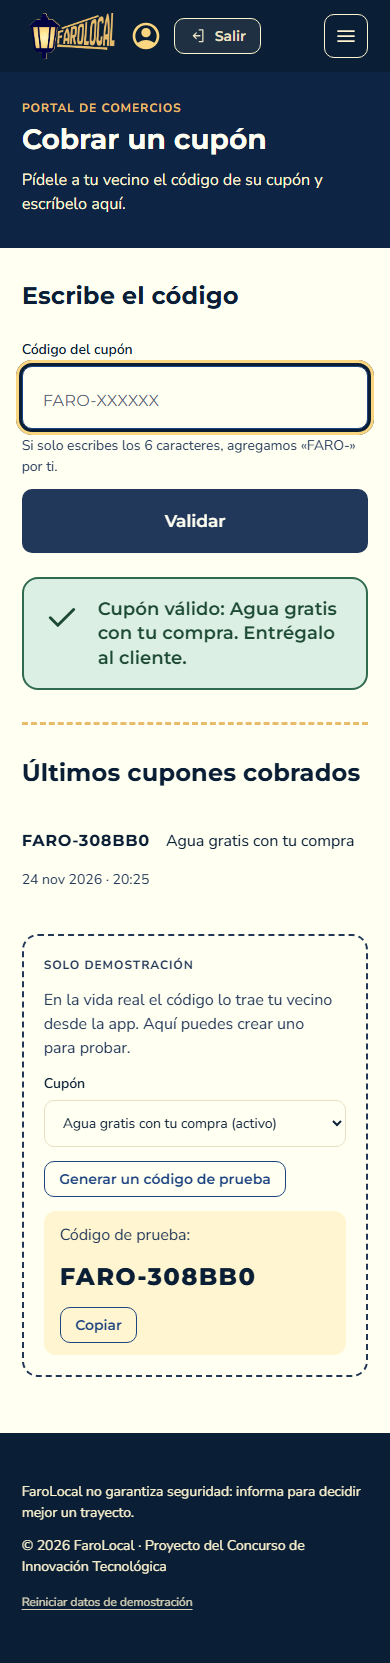 FAROLOCAL
Salir
PORTAL DE COMERCIOS
Cobrar un cupón
Pídele a tu vecino el código de su cupón y
escríbelo aquí.
Escribe el código
Código del cupón
FARO-XXXXXX
Si solo escribes los 6 caracteres, agregamos «FARO-»
por ti.
Validar
Cupón válido: Agua gratis
con tu compra. Entrégalo
al cliente.
Últimos cupones cobrados
FARO-308BB0 Agua gratis con tu compra
24 nov 2026 · 20:25
SOLO DEMOSTRACIÓN
En la vida real el código lo trae tu vecino
desde la app. Aquí puedes crear uno
para probar.
Cupón
Agua gratis con tu compra (activo)
Generar un código de prueba
Código de prueba:
FARO-308BB0
Copiar
FaroLocal no garantiza seguridad: informa para decidir
mejor un trayecto.
© 2026 FaroLocal · Proyecto del Concurso de
Innovación Tecnológica
Reiniciar datos de demostración